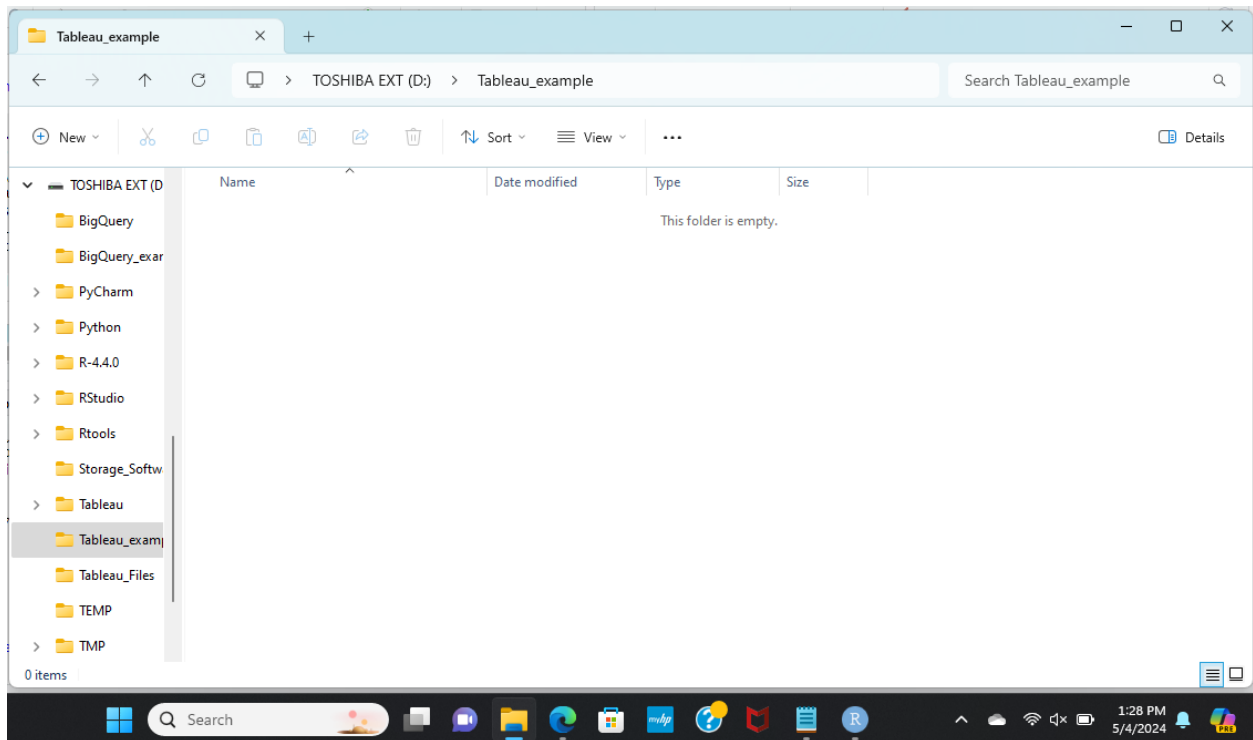 Tableau_example
TOSHIBA EXT (D:) > Tableau_example
Search Tableau_example
New
Sort
View
Details
TOSHIBA EXT (D
Name
Date modified
Type
Size
This folder is empty.
BigQuery
BigQuery_exar
PyCharm
Python
R-4.4.0
RStudio
Rtools
Storage_Softw
Tableau
Tableau_examp
Tableau_Files
TEMP
TMP
0 items
Search
myhp
R
PRE
1:28 PM
5/4/2024